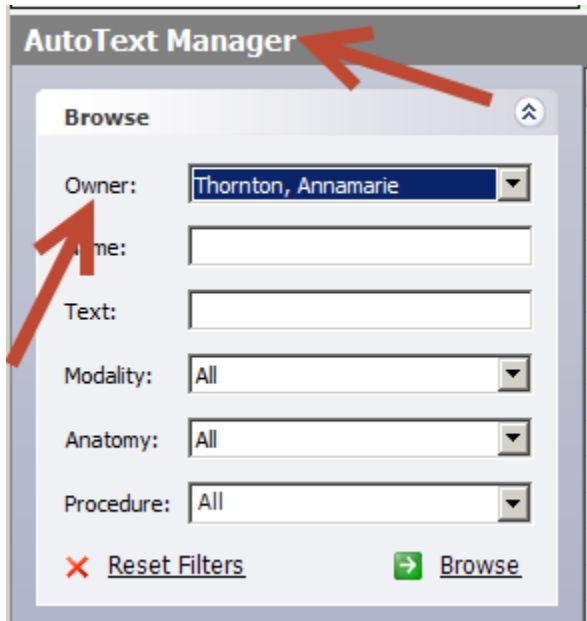 AutoText Manager
Browse
Owner: Thornton, Annamarie
Text:
Modality: All
Anatomy: All
Procedure: All
Reset Filters Browse